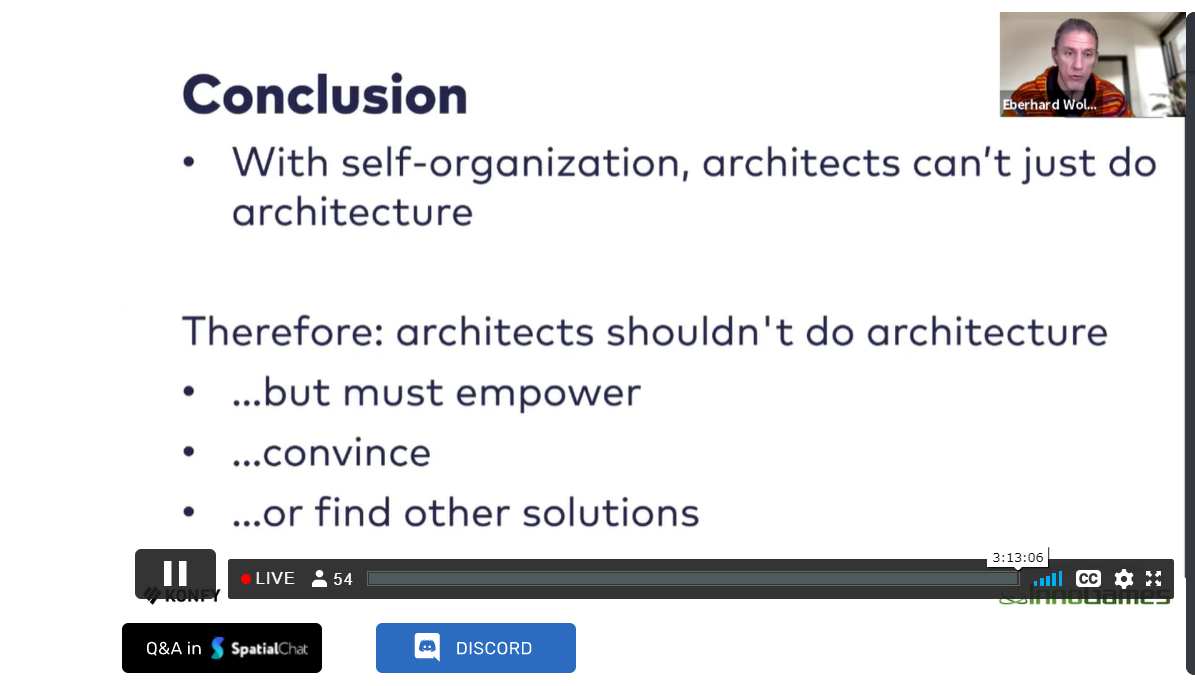 Eberhard Wol...
Conclusion
• With self-organization, architects can’t just do
architecture
Therefore: architects shouldn't do architecture
• ...but must empower
• ...convince
• ...or find other solutions
3:13:06
LIVE 54
CC
KONFY
InnoGames
Q&A in SpatialChat
DISCORD